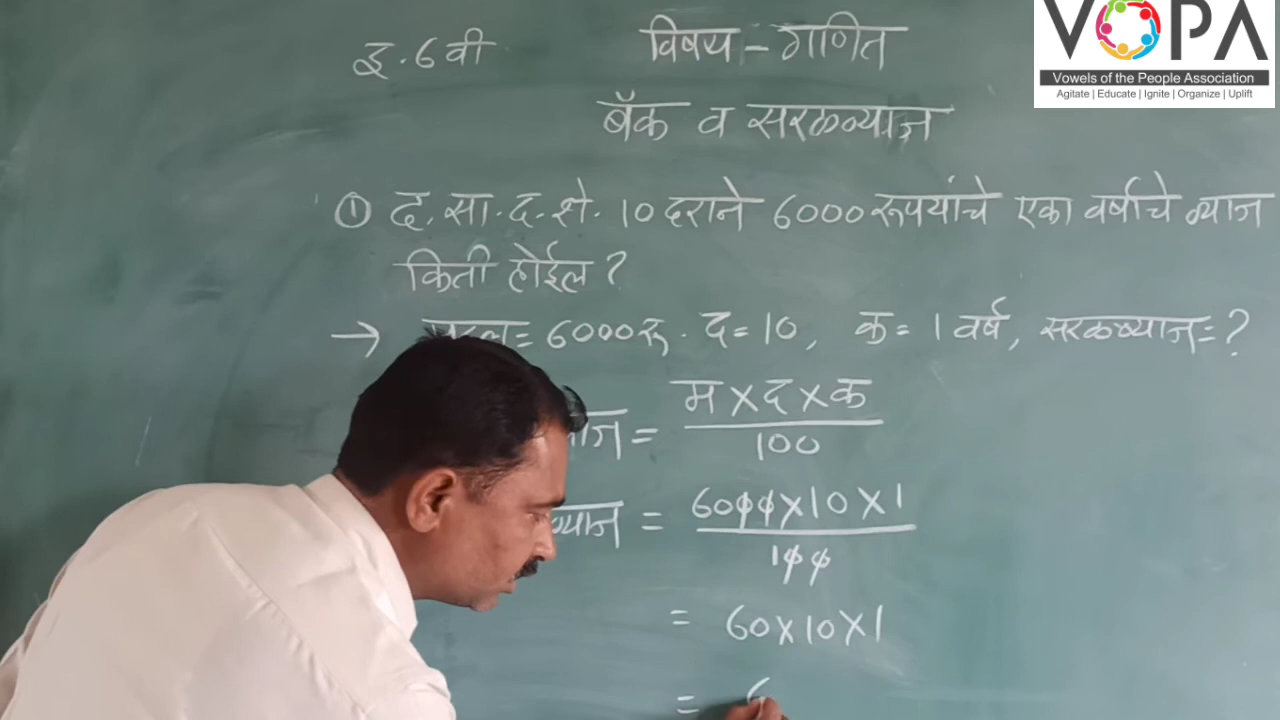 इ. 6 वी
विषय - गणित
VOPA
Vowels of the People Association
Agitate | Educate | Ignite | Organize | Uplift
बँक व सरळव्याज
① द. सा. द. शे. 10 दराने 6000 रुपयांचे एका वर्षाचे व्याज
किती होईल ?
→ = 6000 रू. द = 10, क = 1 वर्ष, सरळव्याज = ?
= म × द × क
100
व्याज = 6000 × 10 × 1
100
= 60 × 10 × 1
=